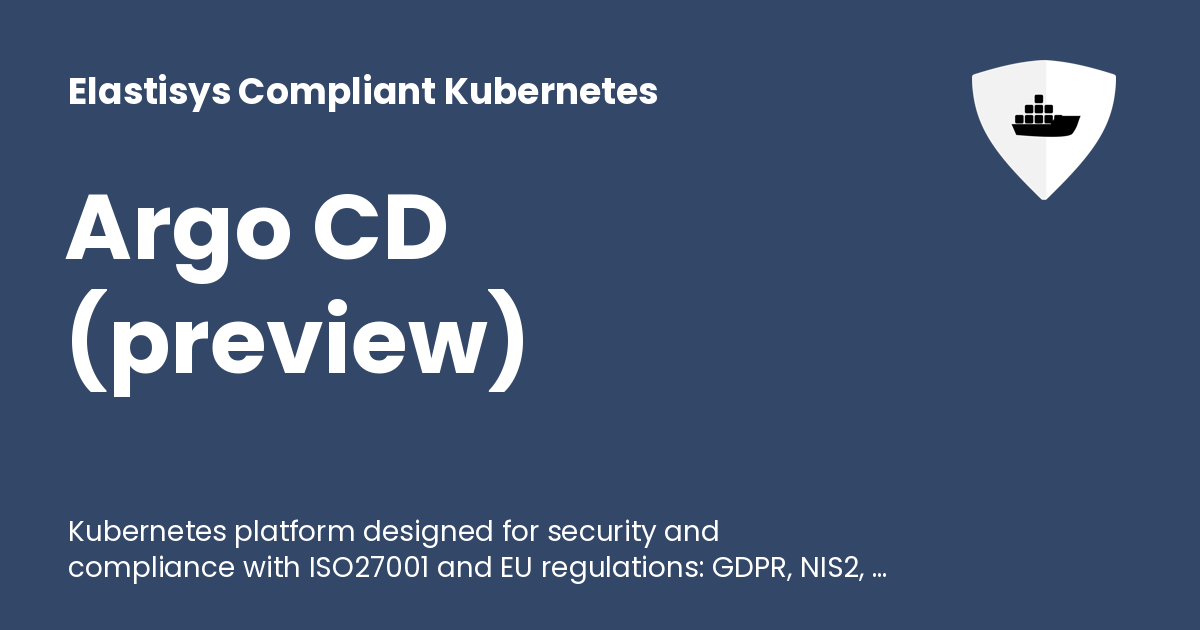 Elastisys Compliant Kubernetes
Argo CD
(preview)
Kubernetes platform designed for security and
compliance with ISO27001 and EU regulations: GDPR, NIS2, ...